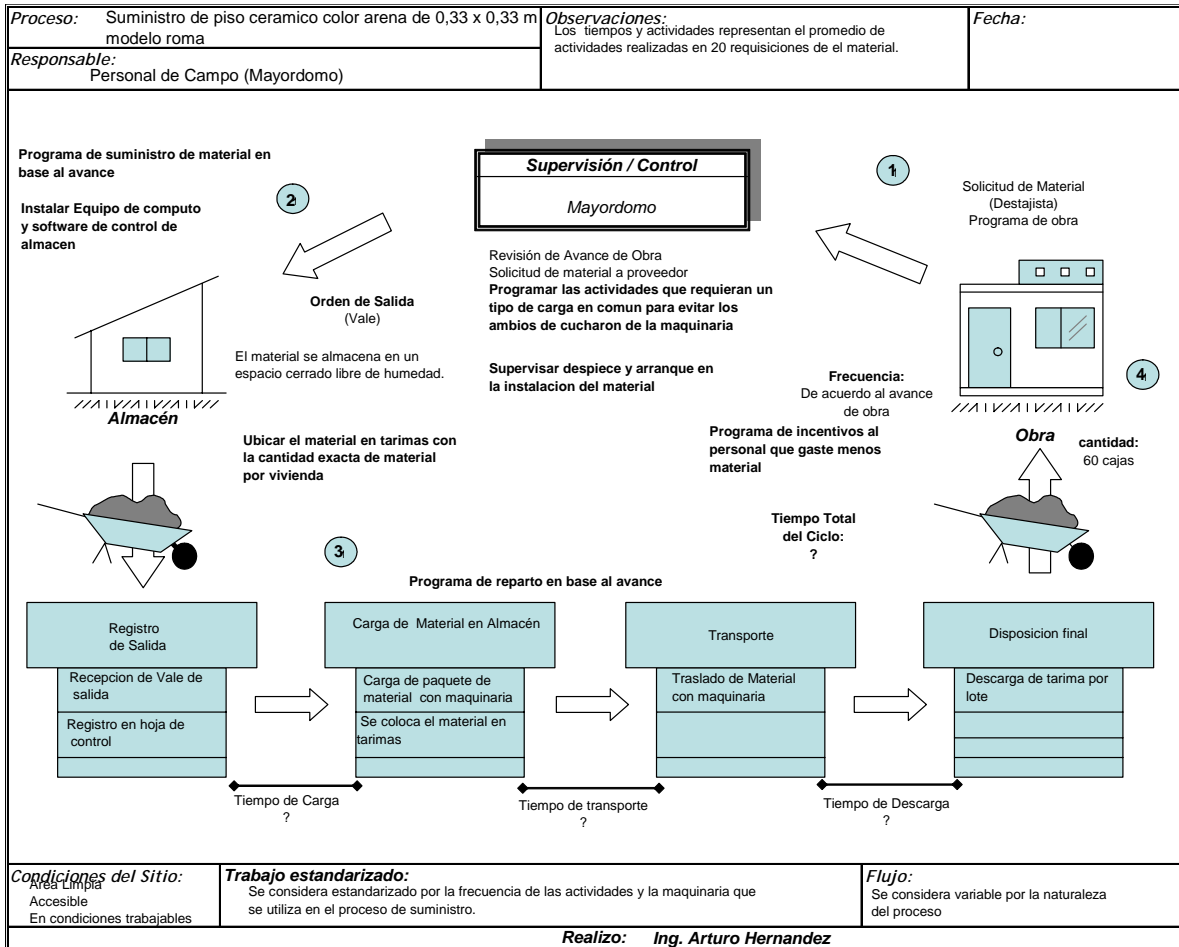 Proceso: Suministro de piso ceramico color arena de 0,33 x 0,33 m
modelo roma
Responsable:
Personal de Campo (Mayordomo)
Observaciones:
Los tiempos y actividades representan el promedio de
actividades realizadas en 20 requisiciones de el material.
Fecha:
Programa de suministro de material en
base al avance
Instalar Equipo de computo
y software de control de
almacen
2
Supervisión / Control
Mayordomo
1
Solicitud de Material
(Destajista)
Programa de obra
Revisión de Avance de Obra
Solicitud de material a proveedor
Programar las actividades que requieran un
tipo de carga en comun para evitar los
ambios de cucharon de la maquinaria
Supervisar despiece y arranque en
la instalacion del material
Orden de Salida
(Vale)
El material se almacena en un
espacio cerrado libre de humedad.
Almacén
Ubicar el material en tarimas con
la cantidad exacta de material
por vivienda
Frecuencia:
De acuerdo al avance
de obra
4
Programa de incentivos al
personal que gaste menos
material
Obra
cantidad:
60 cajas
Tiempo Total
del Ciclo:
?
3
Programa de reparto en base al avance
Registro
de Salida
Recepcion de Vale de
salida
Registro en hoja de
control
Carga de Material en Almacén
Carga de paquete de
material con maquinaria
Se coloca el material en
tarimas
Transporte
Traslado de Material
con maquinaria
Disposicion final
Descarga de tarima por
lote
Tiempo de Carga
?
Tiempo de transporte
?
Tiempo de Descarga
?
Condiciones del Sitio:
Area Limpia
Accesible
En condiciones trabajables
Trabajo estandarizado:
Se considera estandarizado por la frecuencia de las actividades y la maquinaria que
se utiliza en el proceso de suministro.
Flujo:
Se considera variable por la naturaleza
del proceso
Realizo: Ing. Arturo Hernandez